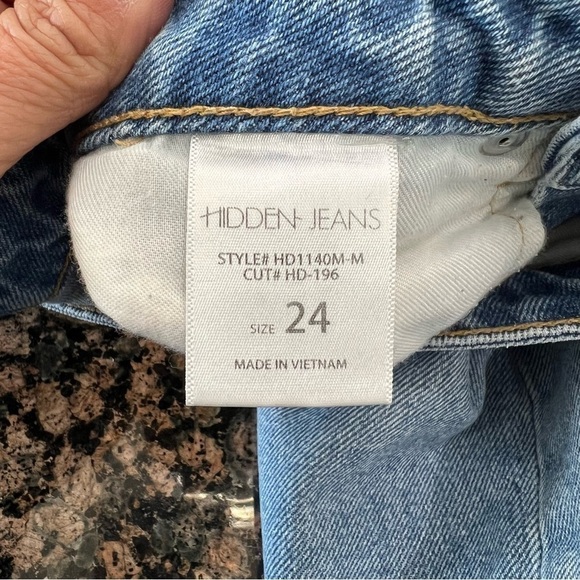 HIDDEN JEANS
STYLE# HD1140M-M
CUT# HD-196
SIZE 24
MADE IN VIETNAM